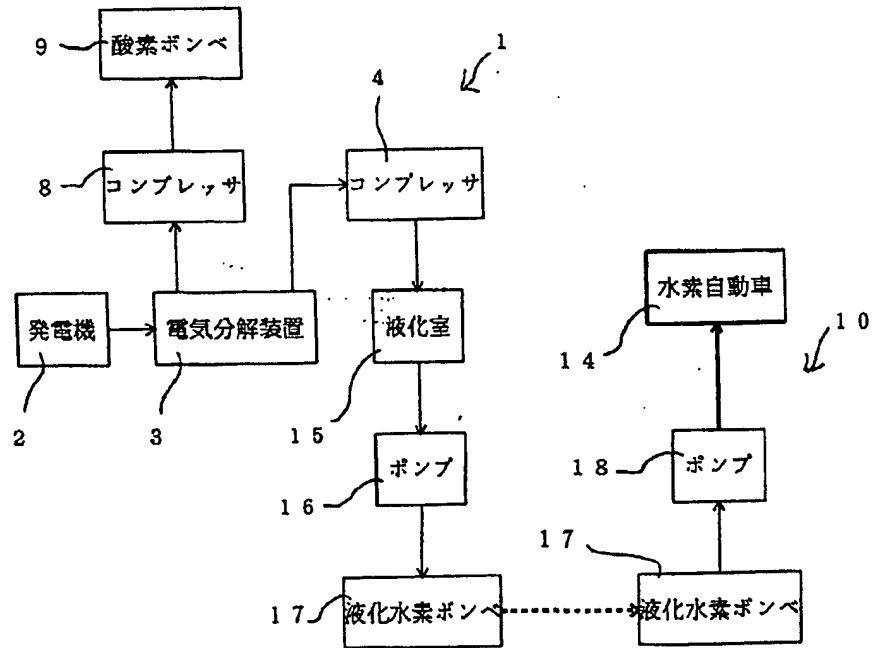 9
酸素ボンベ
1
4
8
コンプレッサ
コンプレッサ
水素自動車
発電機
電気分解装置
液化室
14
10
2
3
15
ポンプ
16
18
ポンプ
17
17
液化水素ボンベ
液化水素ボンベ